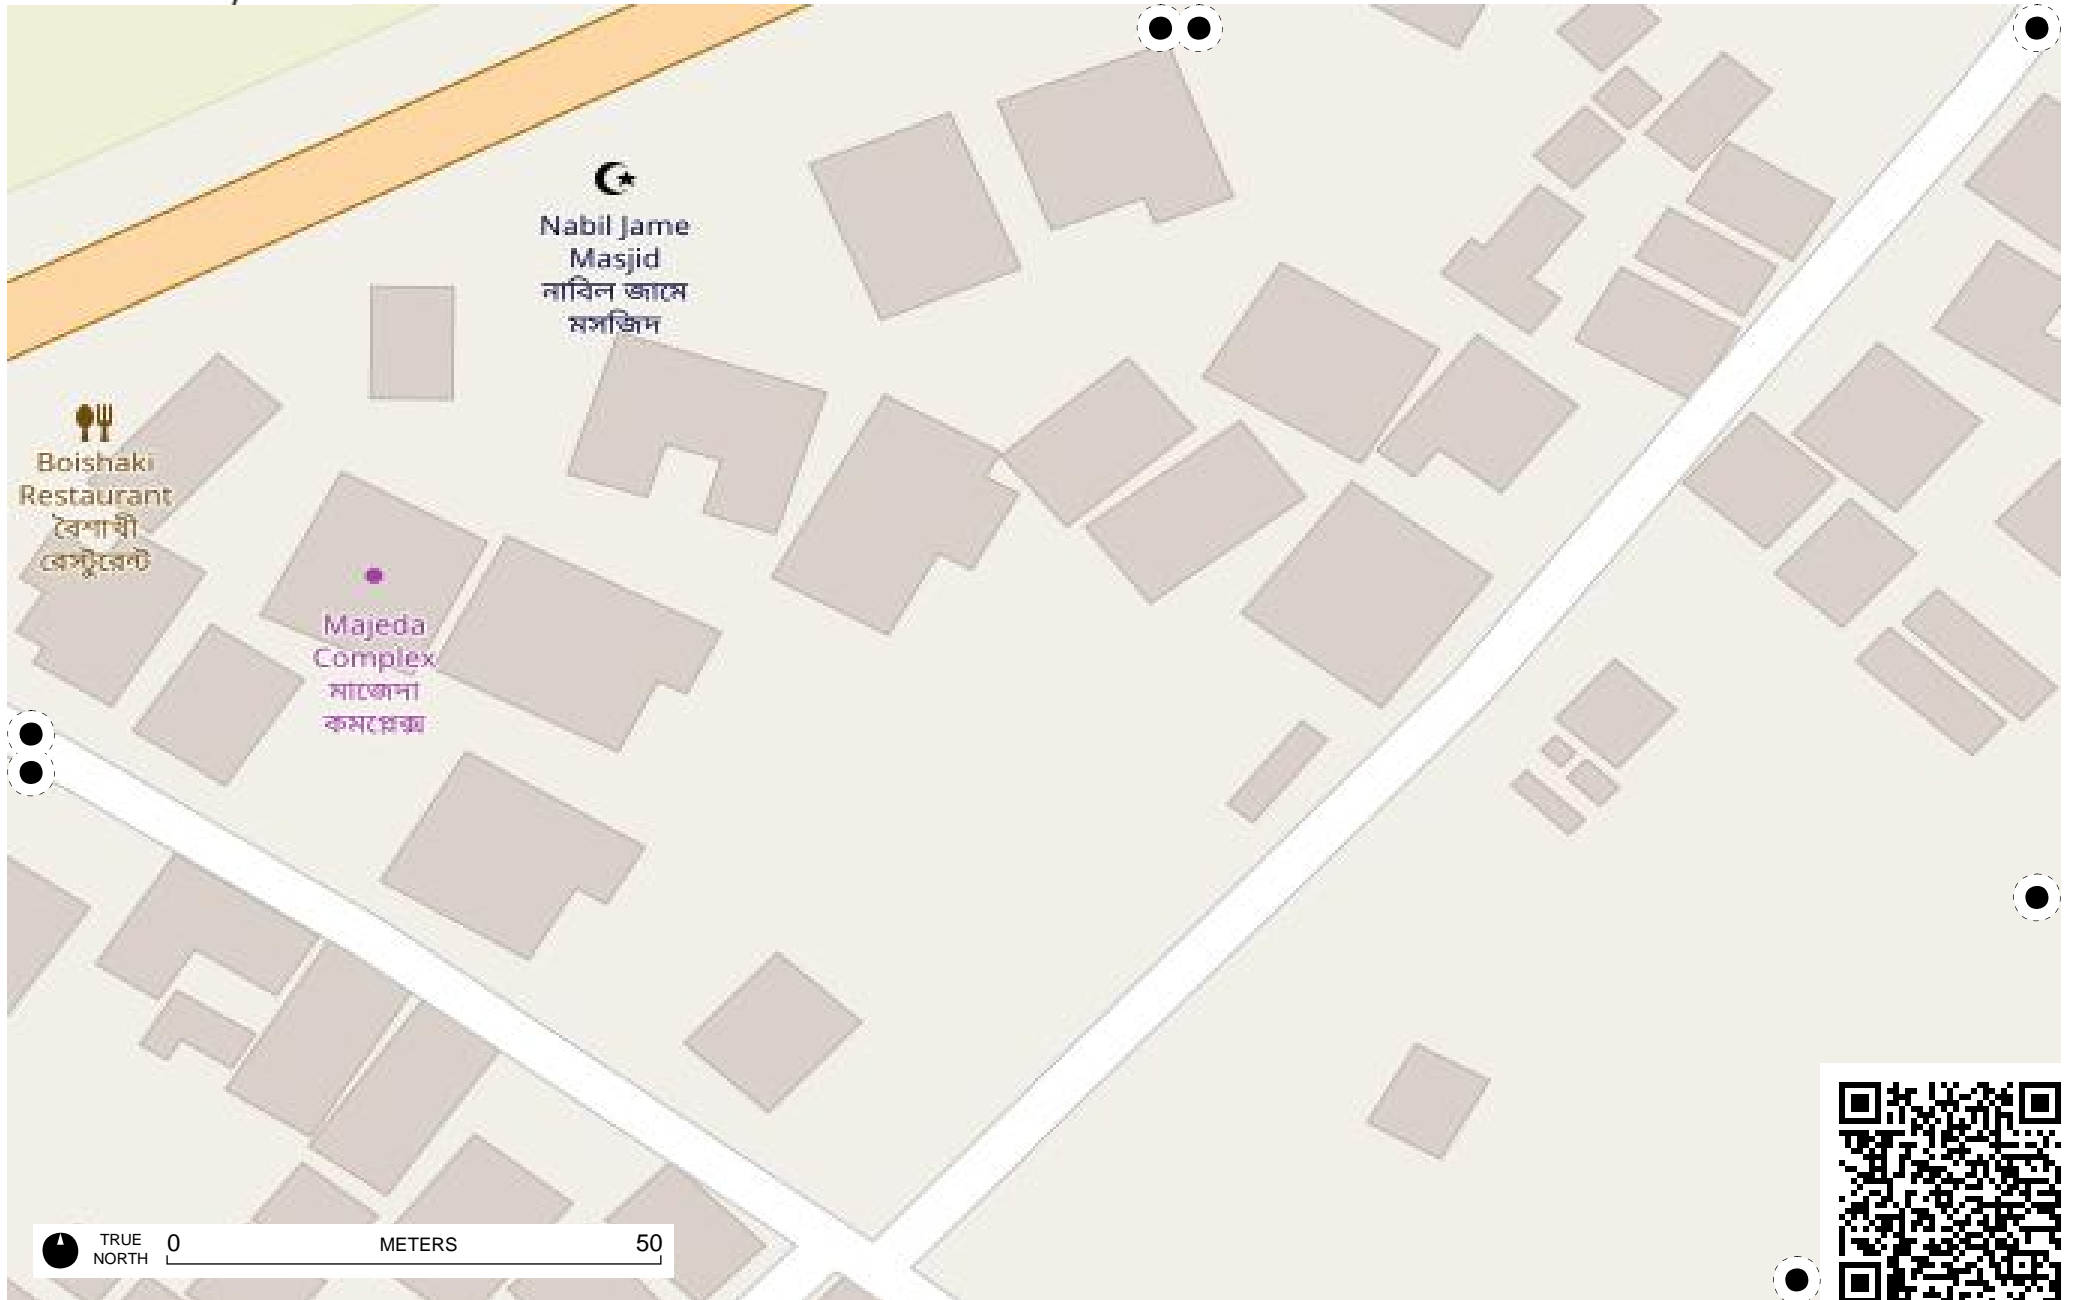 Nabil Jame
Masjid
নাবিল জামে
মসজিদ
Boishaki
Restaurant
বৈশাখী
রেস্টুরেন্ট
Majeda
Complex
মাজেদা
কমপ্লেক্স
TRUE
NORTH
0 METERS 50